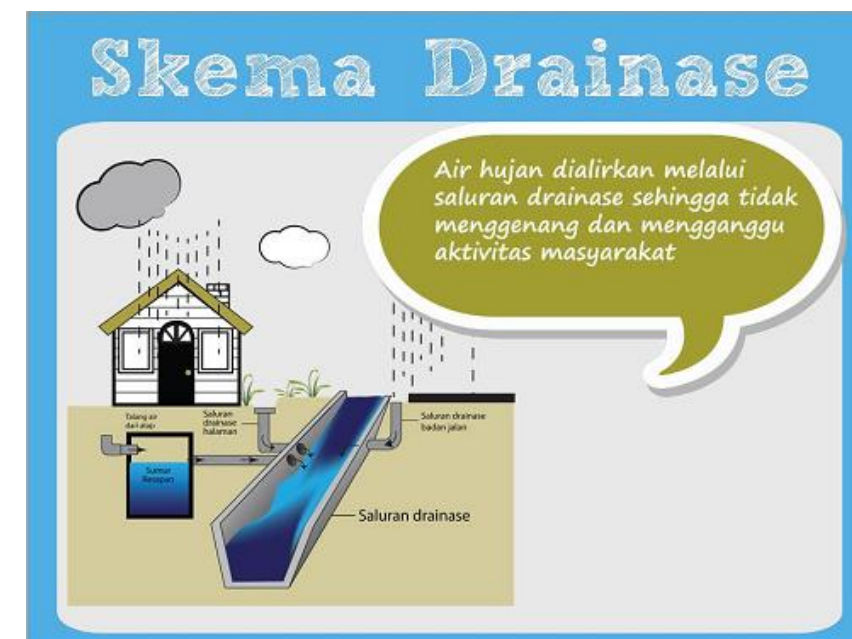 Skema Drainase
Air hujan dialirkan melalui
saluran drainase sehingga tidak
menggenang dan mengganggu
aktivitas masyarakat
Talang air
dari atap
Saluran
drainase
halaman
Saluran drainase
badan jalan
Sumur
Resapan
Saluran drainase